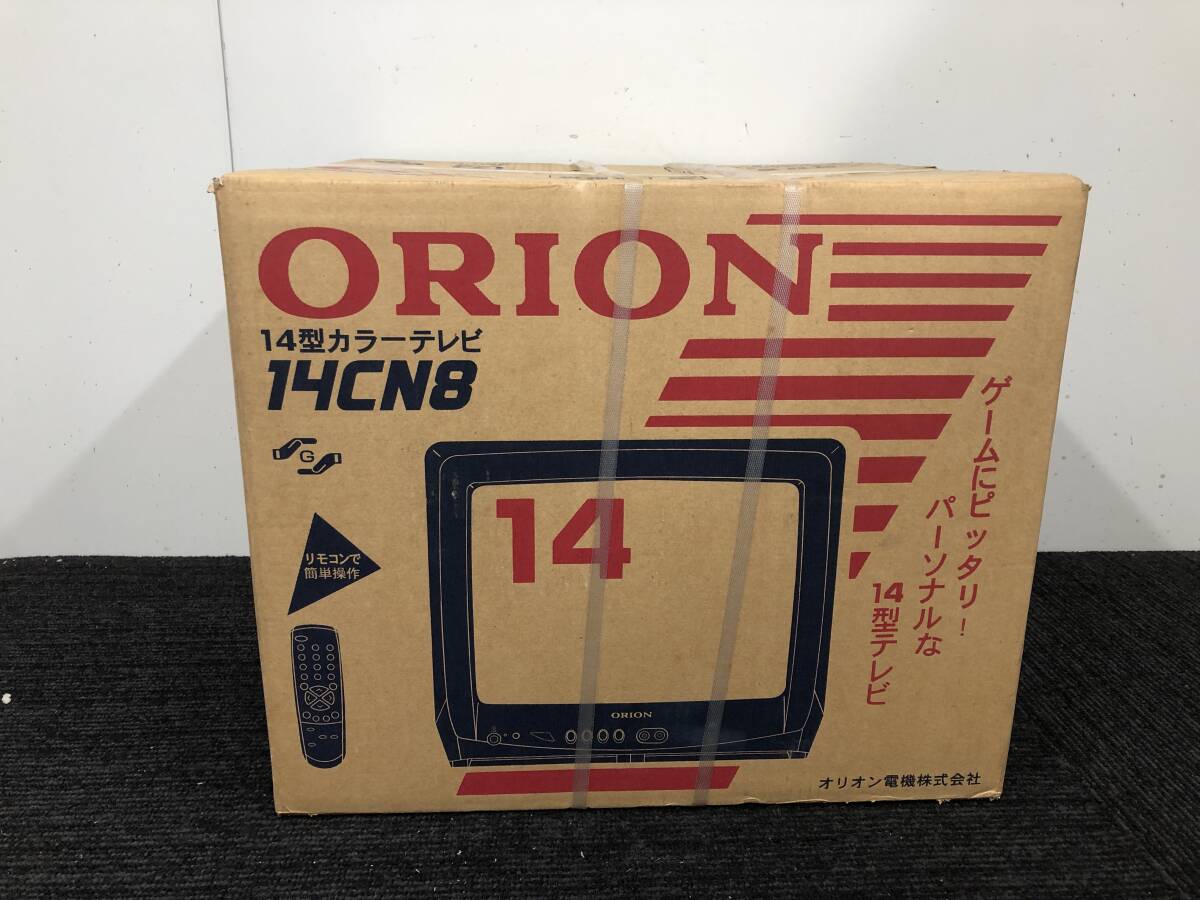 ORION
14型カラーテレビ
14CN8
G
リモコンで
簡単操作
14
ORION
ゲームにピッタリ!
パーソナルな
14型テレビ
オリオン電機株式会社